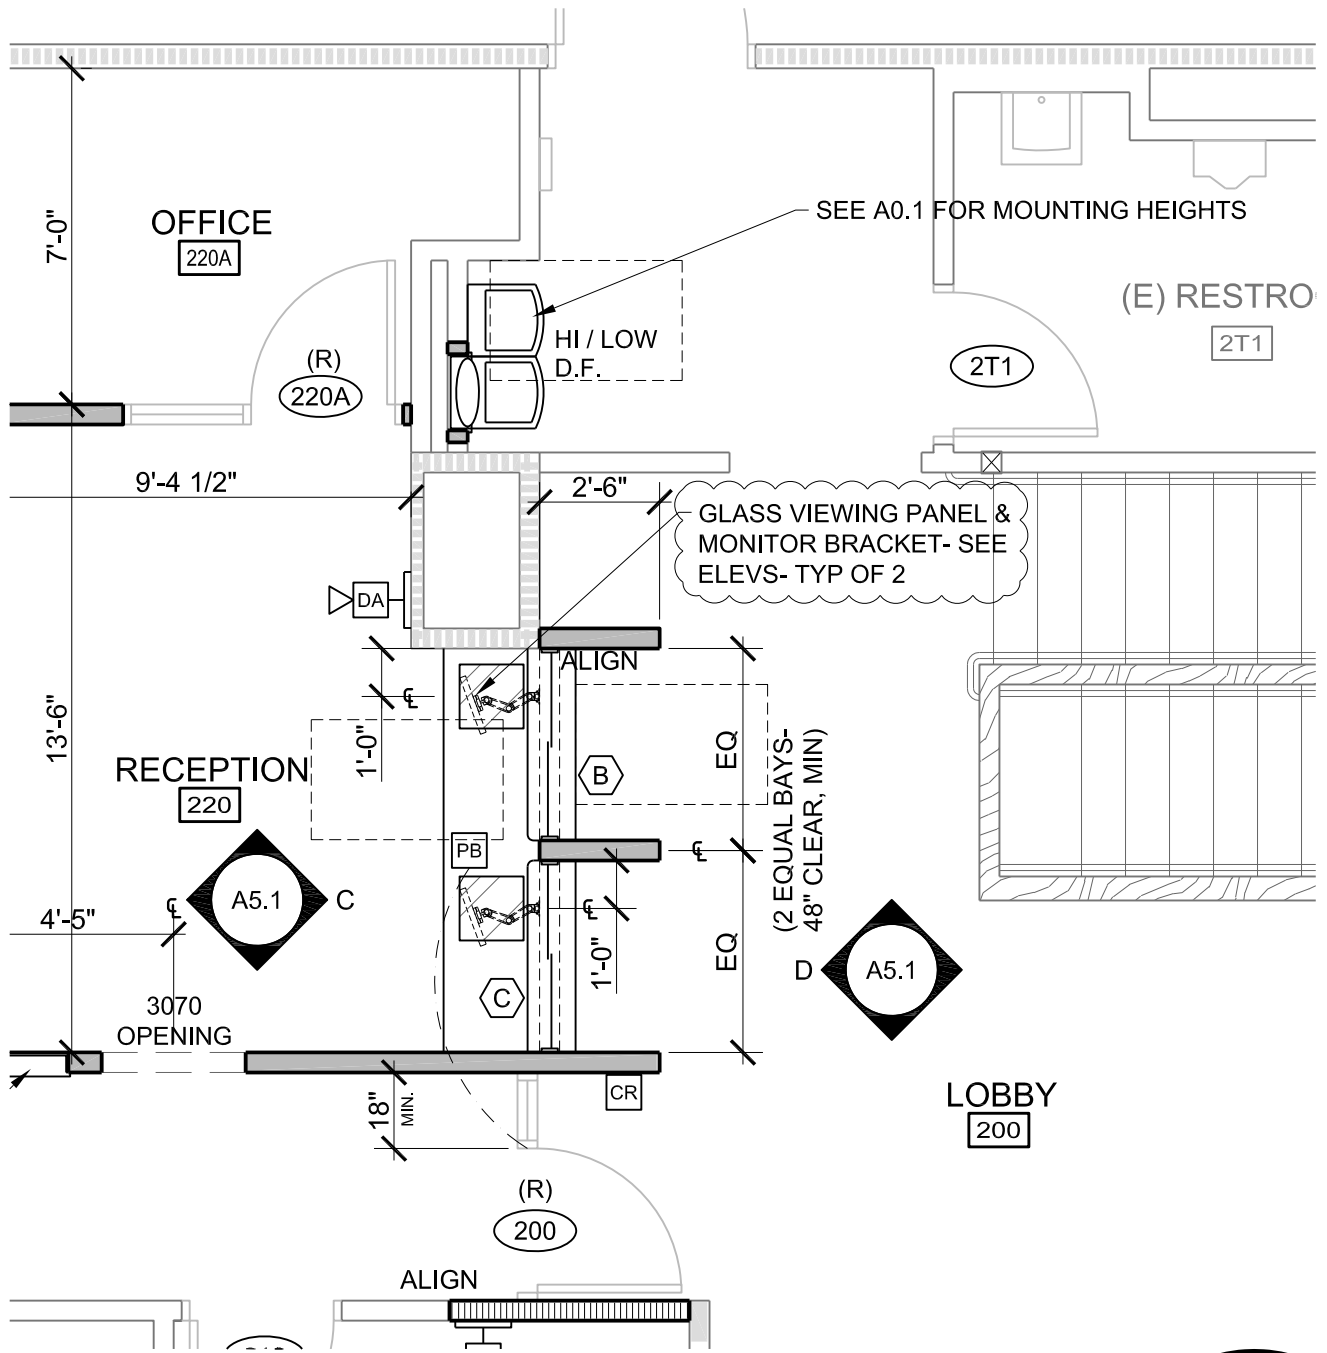 SEE A0.1 FOR MOUNTING HEIGHTS
7'-0"
OFFICE
220A
(E) RESTRO
2T1
HI / LOW
D.F.
(R)
220A
2T1
9'-4 1/2"
2'-6"
GLASS VIEWING PANEL &
MONITOR BRACKET- SEE
ELEVS- TYP OF 2
DA
ALIGN
13'-6"
1'-0"
℄
EQ
(2 EQUAL BAYS-
48" CLEAR, MIN)
RECEPTION
220
B
PB
℄
A5.1
C
℄
4'-5"
℄
1'-0"
EQ
D
A5.1
C
3070
OPENING
18"
MIN.
CR
LOBBY
200
(R)
200
ALIGN